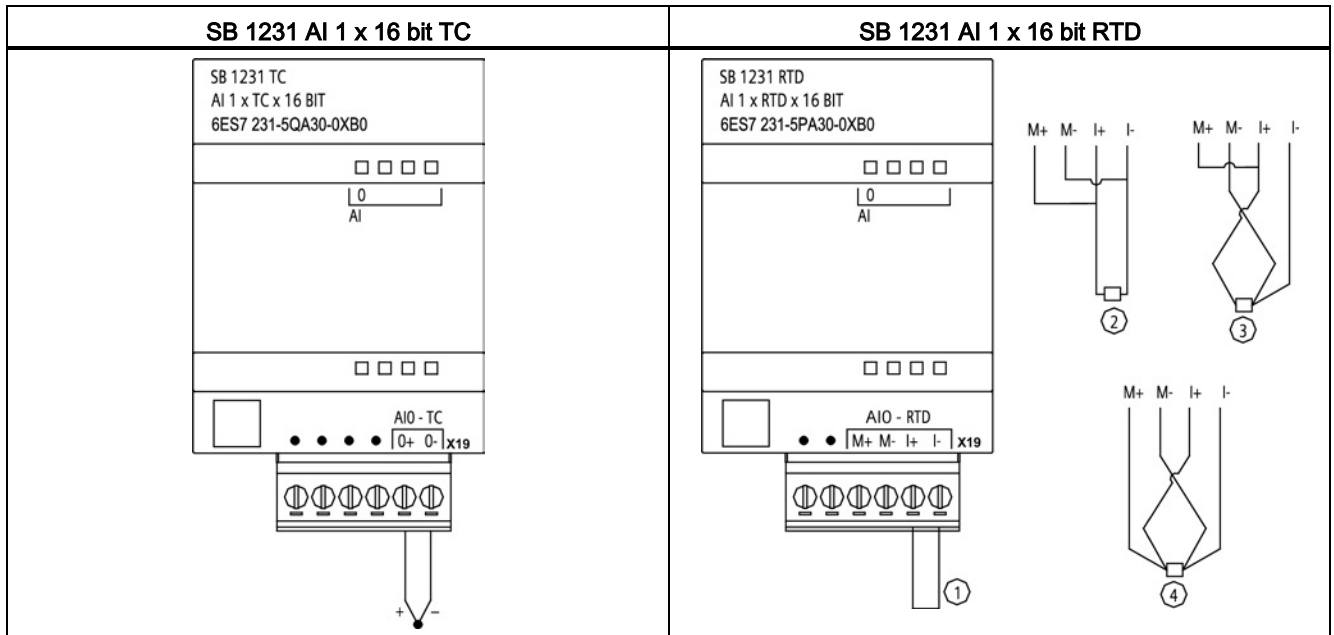 SB 1231 AI 1 x 16 bit TC
SB 1231 AI 1 x 16 bit RTD
SB 1231 TC
AI 1 x TC x 16 BIT
6ES7 231-5QA30-0XB0
0
AI
AI0 - TC
0+ 0- X19
+ −
SB 1231 RTD
AI 1 x RTD x 16 BIT
6ES7 231-5PA30-0XB0
0
AI
AI0 - RTD
M+ M- I+ I- X19
1
M+ M- I+ I-
2
M+ M- I+ I-
3
M+ M- I+ I-
4